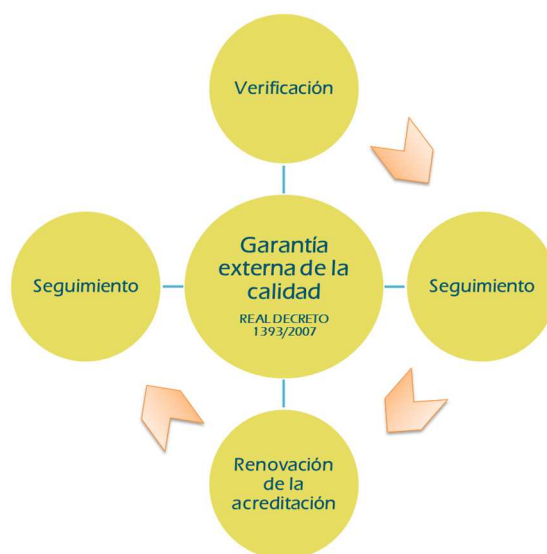 Verificación
Seguimiento
Garantía
externa de la
calidad
REAL DECRETO
1393/2007
Seguimiento
Renovación
de la
acreditación